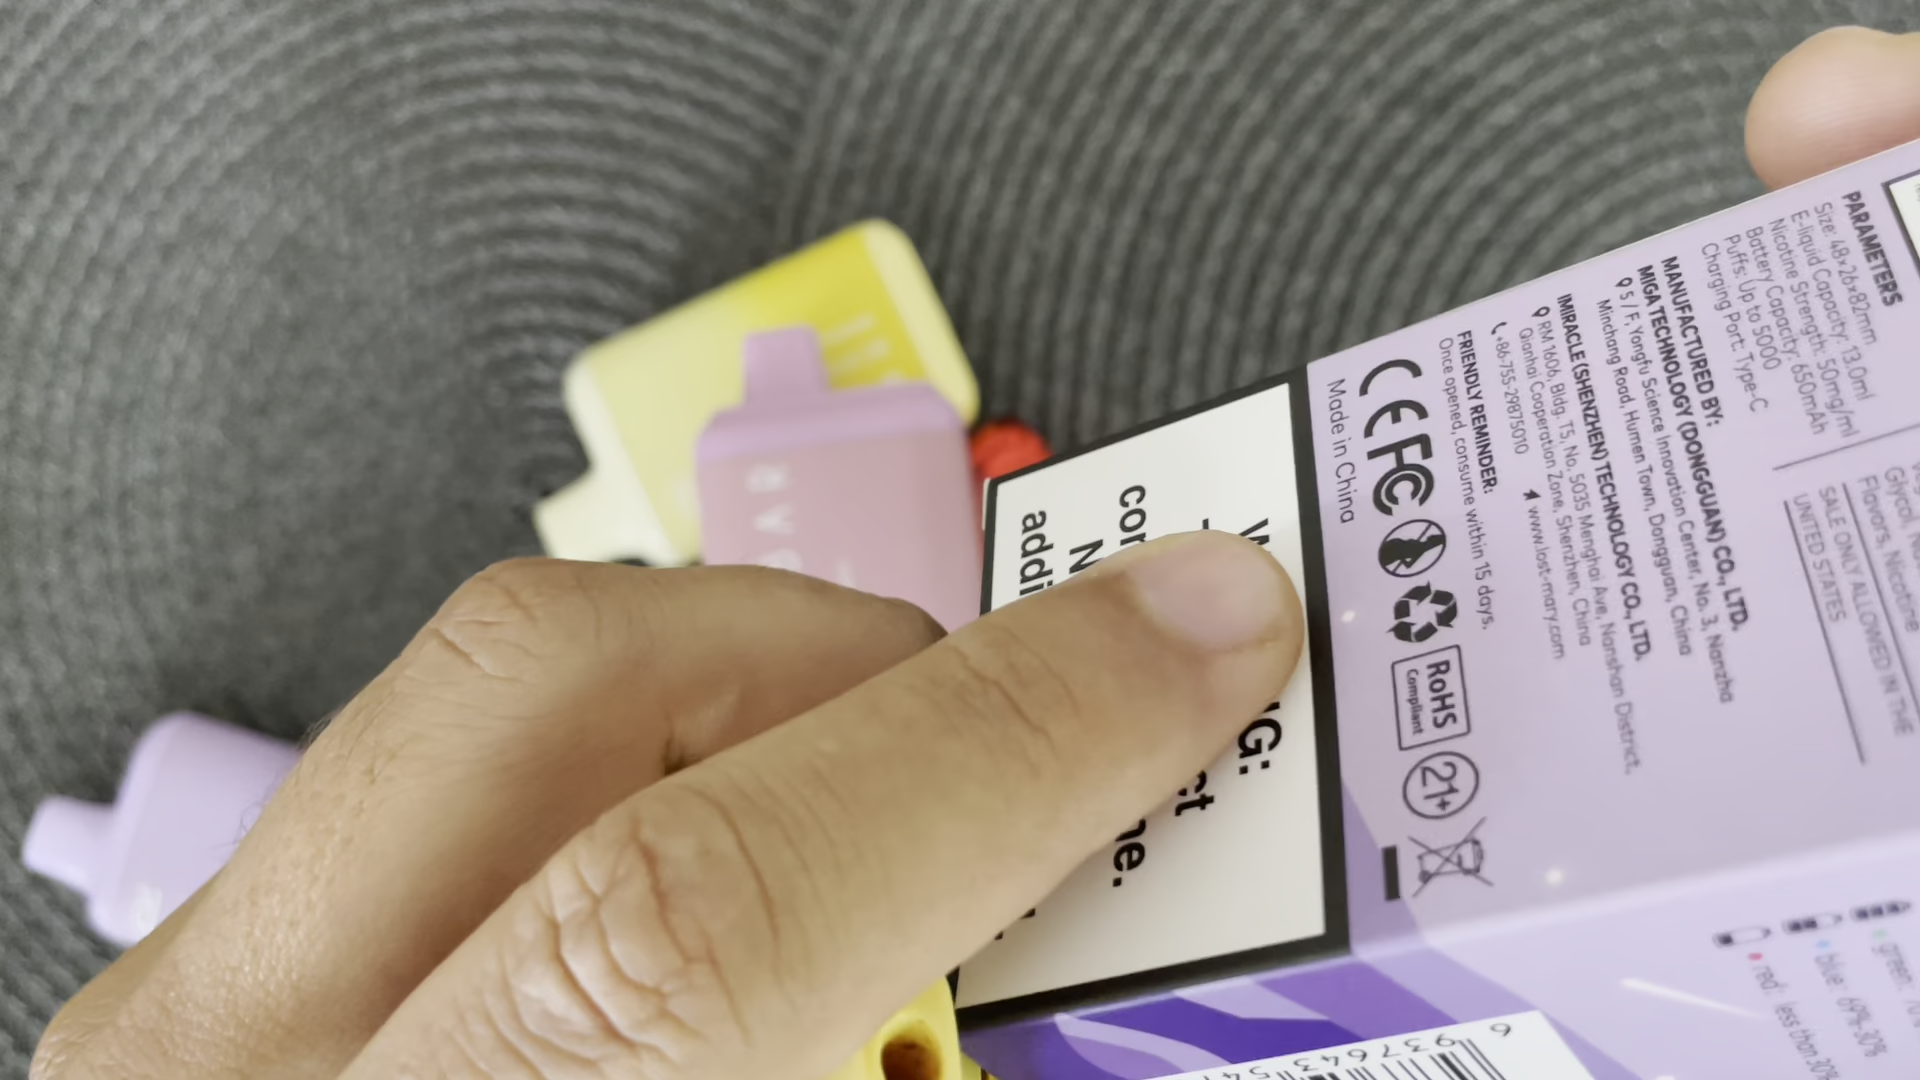 PARAMETERS
Size: 48×26×82mm
E-liquid Capacity: 13.0ml
Nicotine Strength: 50mg/ml
Battery Capacity: 650mAh
Puffs: Up to 5000
Charging Port: Type-C
MANUFACTURED BY:
MIGA TECHNOLOGY (DONGGUAN) CO., LTD.
5 / F, Yongfu Science Innovation Center, No. 3, Nanzha
Minchang Road, Humen Town, Dongguan, China
IMIRACLE (SHENZHEN) TECHNOLOGY CO., LTD.
RM 1606, Bldg. T5, No. 5035 Menghai Ave, Nanshan District,
Qianhai Cooperation Zone, Shenzhen, China
+86-755-29875010 www.lost-mary.com
FRIENDLY REMINDER:
Once opened, consume within 15 days.
CE FC RoHS Compliant 21+
Made in China
Flavors, Nicotine
SALE ONLY ALLOWED IN THE
UNITED STATES
addi
green:
blue: 69%-30%
red: less than 30%
6 937643